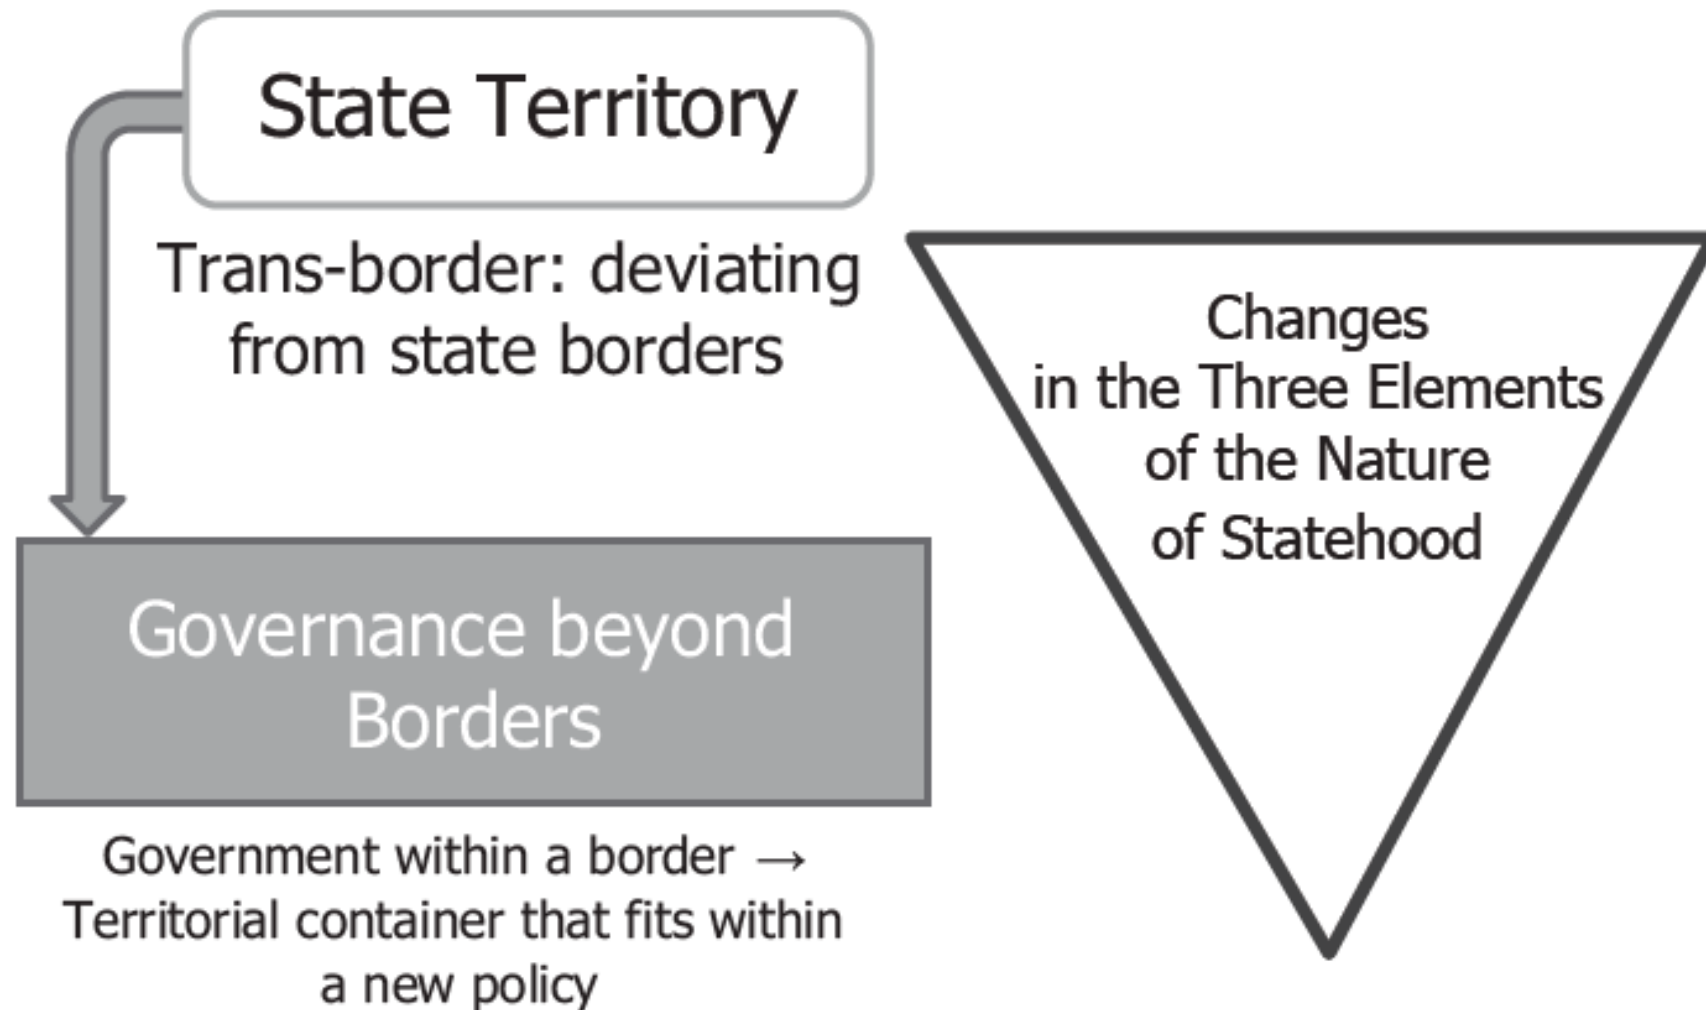 State Territory
Trans-border: deviating
from state borders
Governance beyond
Borders
Government within a border →
Territorial container that fits within
a new policy
Changes
in the Three Elements
of the Nature
of Statehood